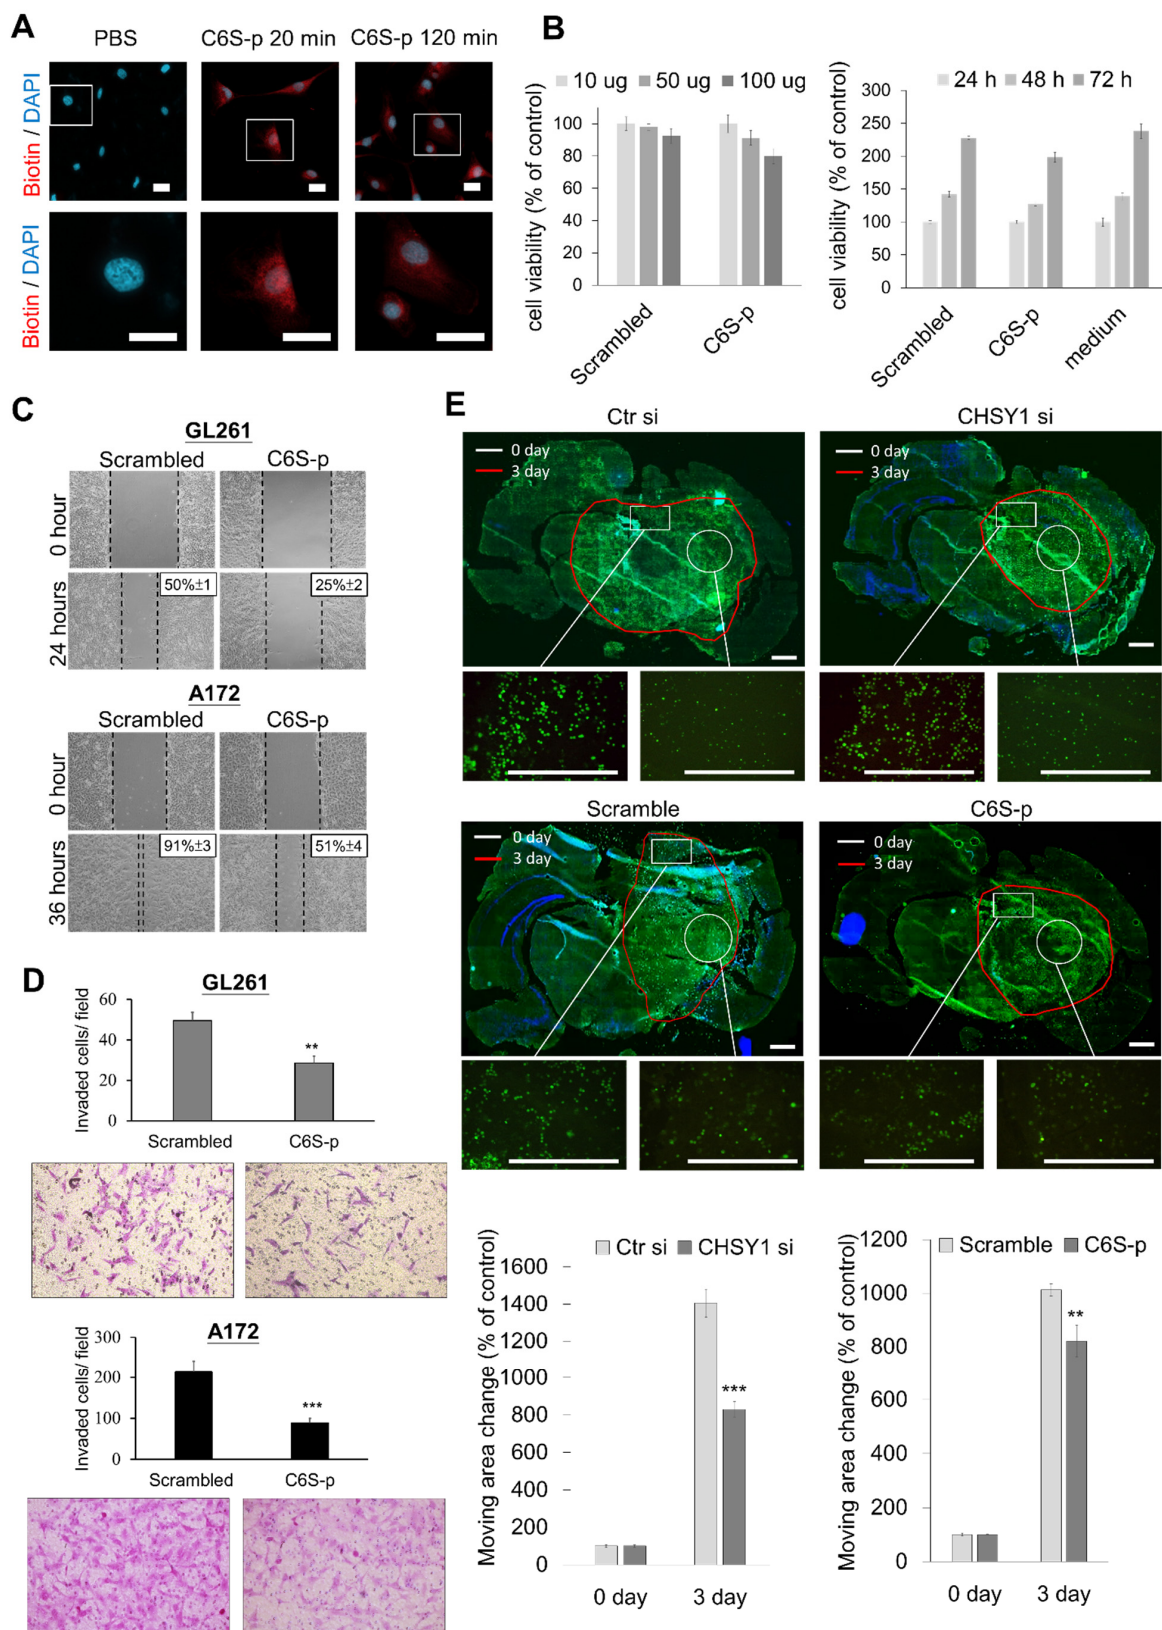 A
PBS
C6S-p 20 min
C6S-p 120 min
Biotin / DAPI
Biotin / DAPI
B
10 ug 50 ug 100 ug
cell viability (% of control)
100
80
60
40
20
0
Scrambled
C6S-p
24 h 48 h 72 h
cell viability (% of control)
300
250
200
150
100
50
0
Scrambled
C6S-p
medium
C
GL261
Scrambled
C6S-p
0 hour
24 hours
50%±1
25%±2
A172
Scrambled
C6S-p
0 hour
36 hours
91%±3
51%±4
D
GL261
Invaded cells/ field
60
40
20
0
**
Scrambled
C6S-p
A172
Invaded cells/ field
300
200
100
0
***
Scrambled
C6S-p
E
Ctr si
0 day
3 day
CHSY1 si
0 day
3 day
Scramble
0 day
3 day
C6S-p
0 day
3 day
Ctr si CHSY1 si
Moving area change (% of control)
1600
1400
1200
1000
800
600
400
200
100
0
***
0 day
3 day
Scramble C6S-p
Moving area change (% of control)
1200
1000
800
600
400
200
100
0
**
0 day
3 day